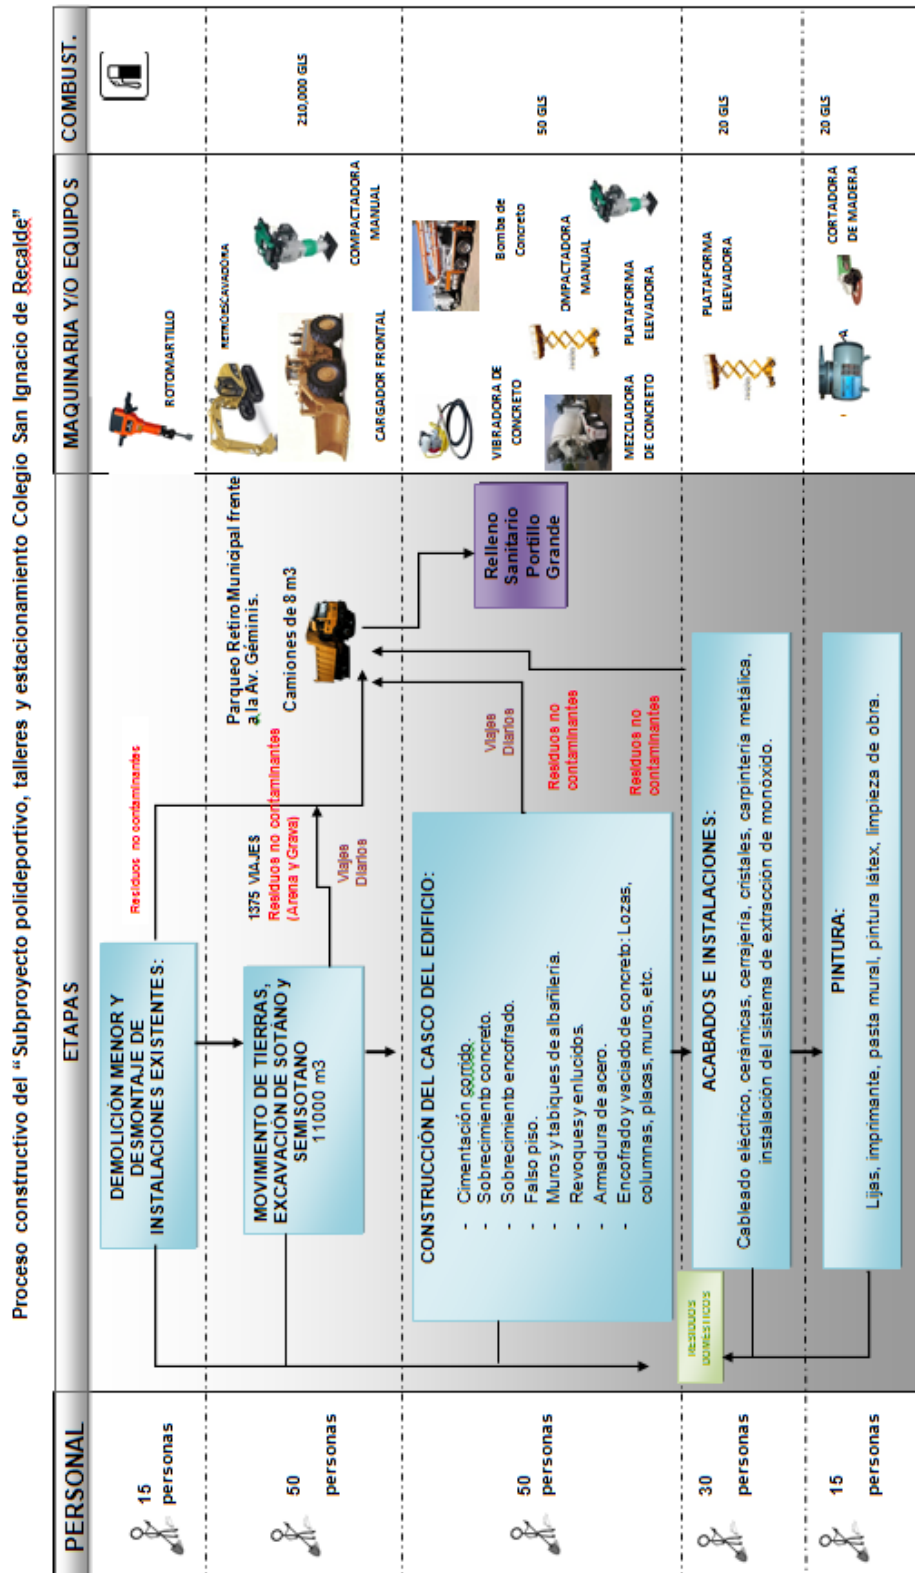 Proceso constructivo del "Subproyecto polideportivo, talleres y estacionamiento Colegio San Ignacio de Recalde"
PERSONAL
ETAPAS
MAQUINARIA Y/O EQUIPOS
COMBUST.
15
personas
DEMOLICIÓN MENOR Y
DESMONTAJE DE
INSTALACIONES EXISTENTES:
Residuos no contaminantes
ROTOMARTILLO
50
personas
MOVIMIENTO DE TIERRAS,
EXCAVACIÓN DE SOTÁNO y
SEMISOTANO
11000 m3
1375 VIAJES
Residuos no contaminantes
(Arena y Grava)
Viajes
Diarios
Parqueo Retiro Municipal frente
a la Av. Géminis.
Camiones de 8 m3
RETROESCAVADORA
CARGADOR FRONTAL
COMPACTADORA
MANUAL
210,000 GLS
50
personas
CONSTRUCCIÓN DEL CASCO DEL EDIFICIO:
- Cimentación corrido.
- Sobrecimiento concreto.
- Sobrecimiento encofrado.
- Falso piso.
- Muros y tabiques de albañilería.
- Revoques y enlucidos.
- Armadura de acero.
- Encofrado y vaciado de concreto: Lozas,
columnas, placas, muros, etc.
Viajes
Diarios
Residuos no
contaminantes
Residuos no
contaminantes
Relleno
Sanitario
Portillo
Grande
VIBRADORA DE
CONCRETO
Bomba de
Concreto
OMPACTADORA
MANUAL
MEZCLADORA
DE CONCRETO
PLATAFORMA
ELEVADORA
50 GLS
30
personas
RESIDUOS
DOMÉSTICOS
ACABADOS E INSTALACIONES:
Cableado eléctrico, cerámicas, cerrajería, cristales, carpintería metálica,
instalación del sistema de extracción de monóxido.
PLATAFORMA
ELEVADORA
20 GLS
15
personas
PINTURA:
Lijas, imprimante, pasta mural, pintura látex, limpieza de obra.
CORTADORA
DE MADERA
20 GLS